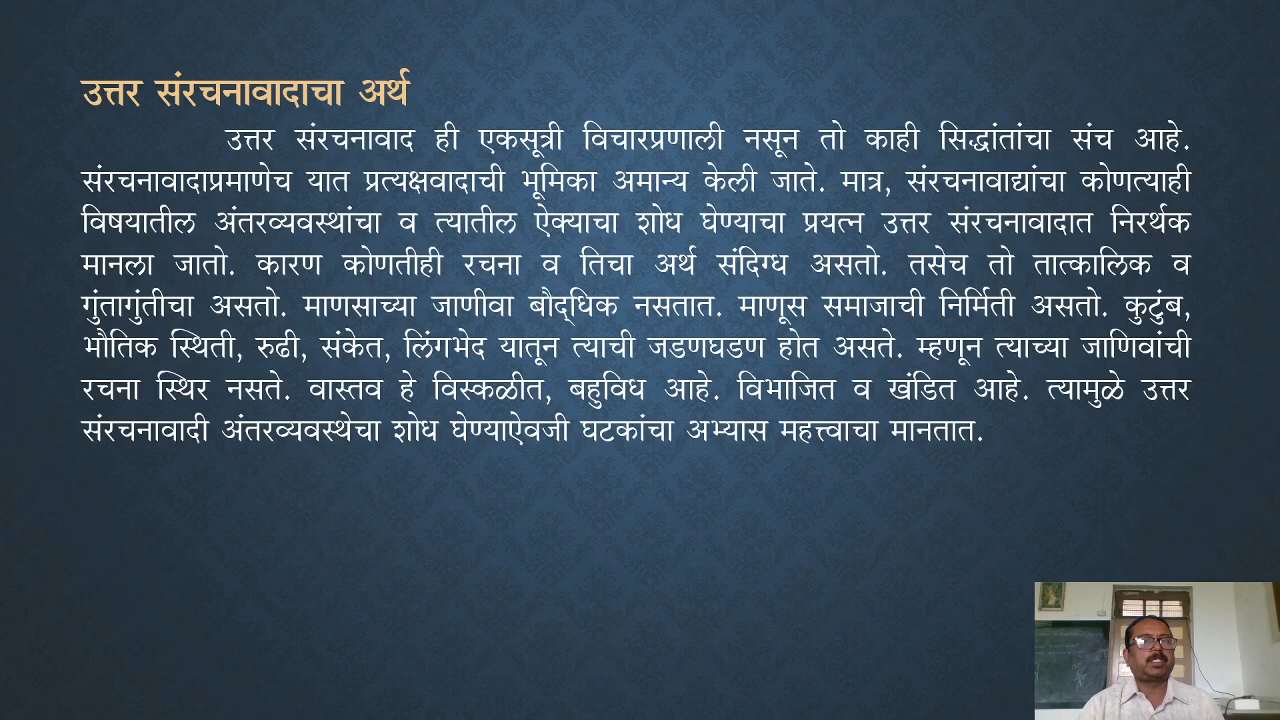 उत्तर संरचनावादाचा अर्थ
उत्तर संरचनावाद ही एकसूत्री विचारप्रणाली नसून तो काही सिद्धांतांचा संच आहे.
संरचनावादाप्रमाणेच यात प्रत्यक्षवादाची भूमिका अमान्य केली जाते. मात्र, संरचनावाद्यांचा कोणत्याही
विषयातील अंतरव्यवस्थांचा व त्यातील ऐक्याचा शोध घेण्याचा प्रयत्न उत्तर संरचनावादात निरर्थक
मानला जातो. कारण कोणतीही रचना व तिचा अर्थ संदिग्ध असतो. तसेच तो तात्कालिक व
गुंतागुंतीचा असतो. माणसाच्या जाणीवा बौद्‌धिक नसतात. माणूस समाजाची निर्मिती असतो. कुटुंब,
भौतिक स्थिती, रुढी, संकेत, लिंगभेद यातून त्याची जडणघडण होत असते. म्हणून त्याच्या जाणिवांची
रचना स्थिर नसते. वास्तव हे विस्कळीत, बहुविध आहे. विभाजित व खंडित आहे. त्यामुळे उत्तर
संरचनावादी अंतरव्यवस्थेचा शोध घेण्याऐवजी घटकांचा अभ्यास महत्त्वाचा मानतात.